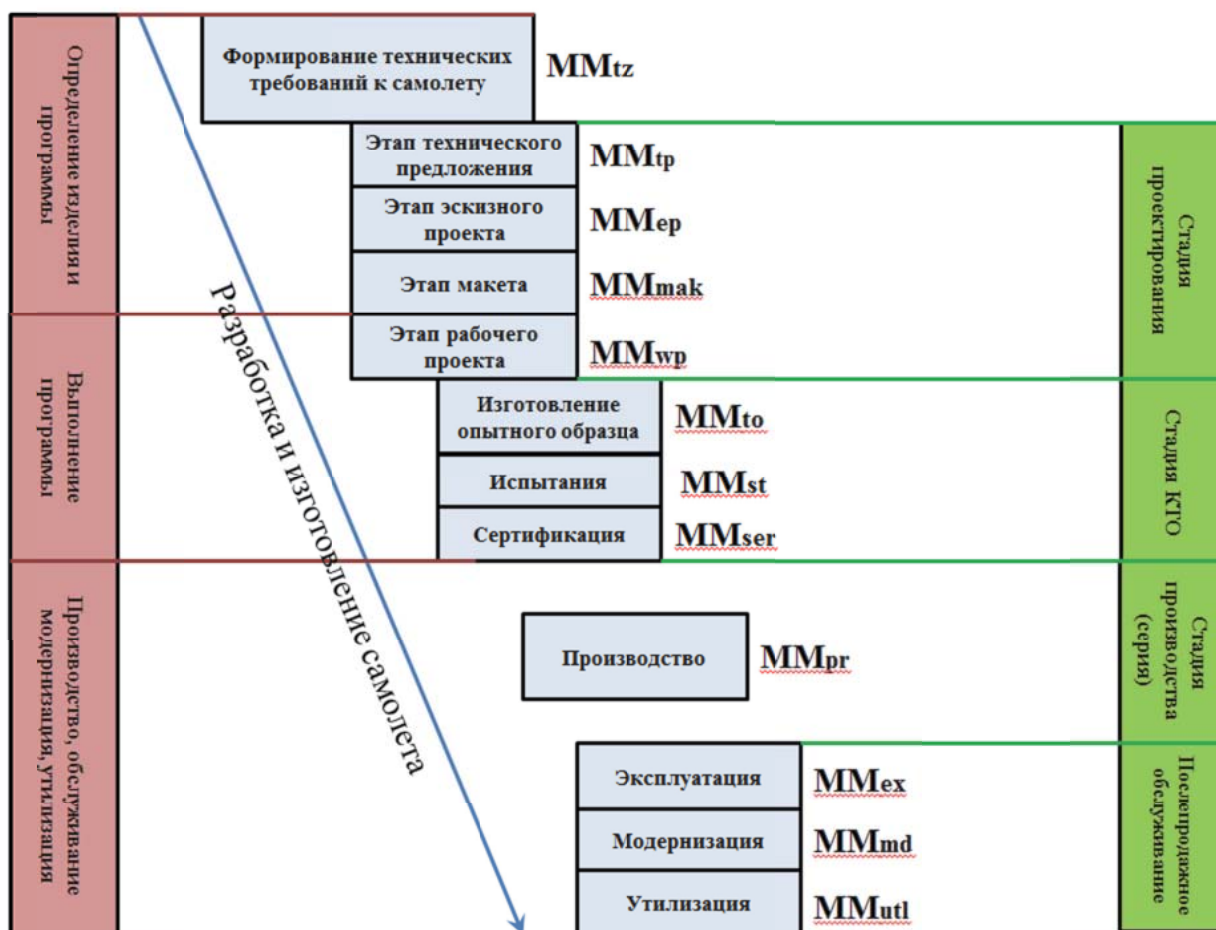 Определение изделия и
программы
Формирование технических
требований к самолету
MMtz
Этап технического
предложения
MMtp
Этап эскизного
проекта
MMep
Этап макета
MMmak
Этап рабочего
проекта
MMwp
Стадия
проектирования
Разработка и изготовление самолета
Выполнение
программы
Изготовление
опытного образца
MMto
Испытания
MMst
Сертификация
MMser
Стадия КТО
Производство, обслуживание
модернизация, утилизация
Производство
MMpr
Стадия
производства
(серия)
Эксплуатация
MMex
Модернизация
MMmd
Утилизация
MMutl
Послепродажное
обслуживание